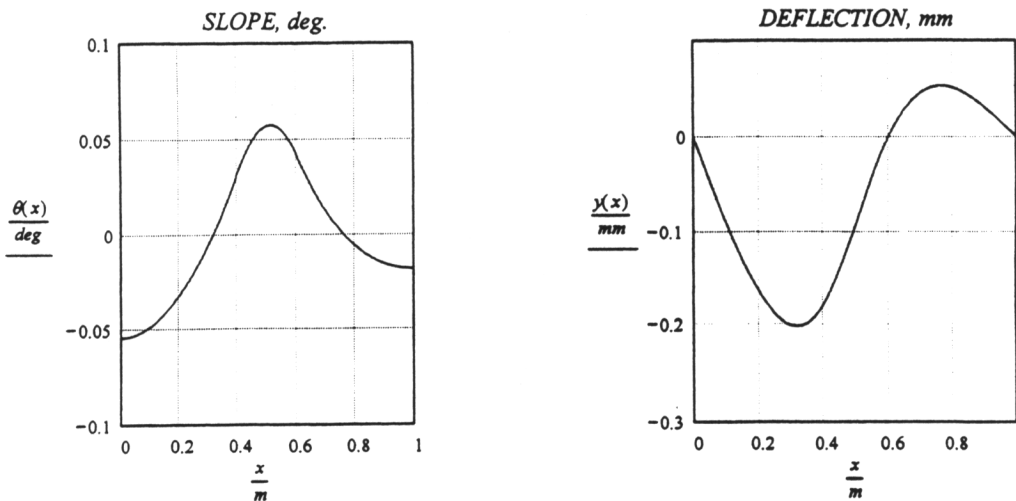 SLOPE, deg.
0.1
0.05
θ(x)
deg
0
−0.05
−0.1
0 0.2 0.4 0.6 0.8 1
x
m
DEFLECTION, mm
0
y(x)
mm
−0.1
−0.2
−0.3
0 0.2 0.4 0.6 0.8
x
m